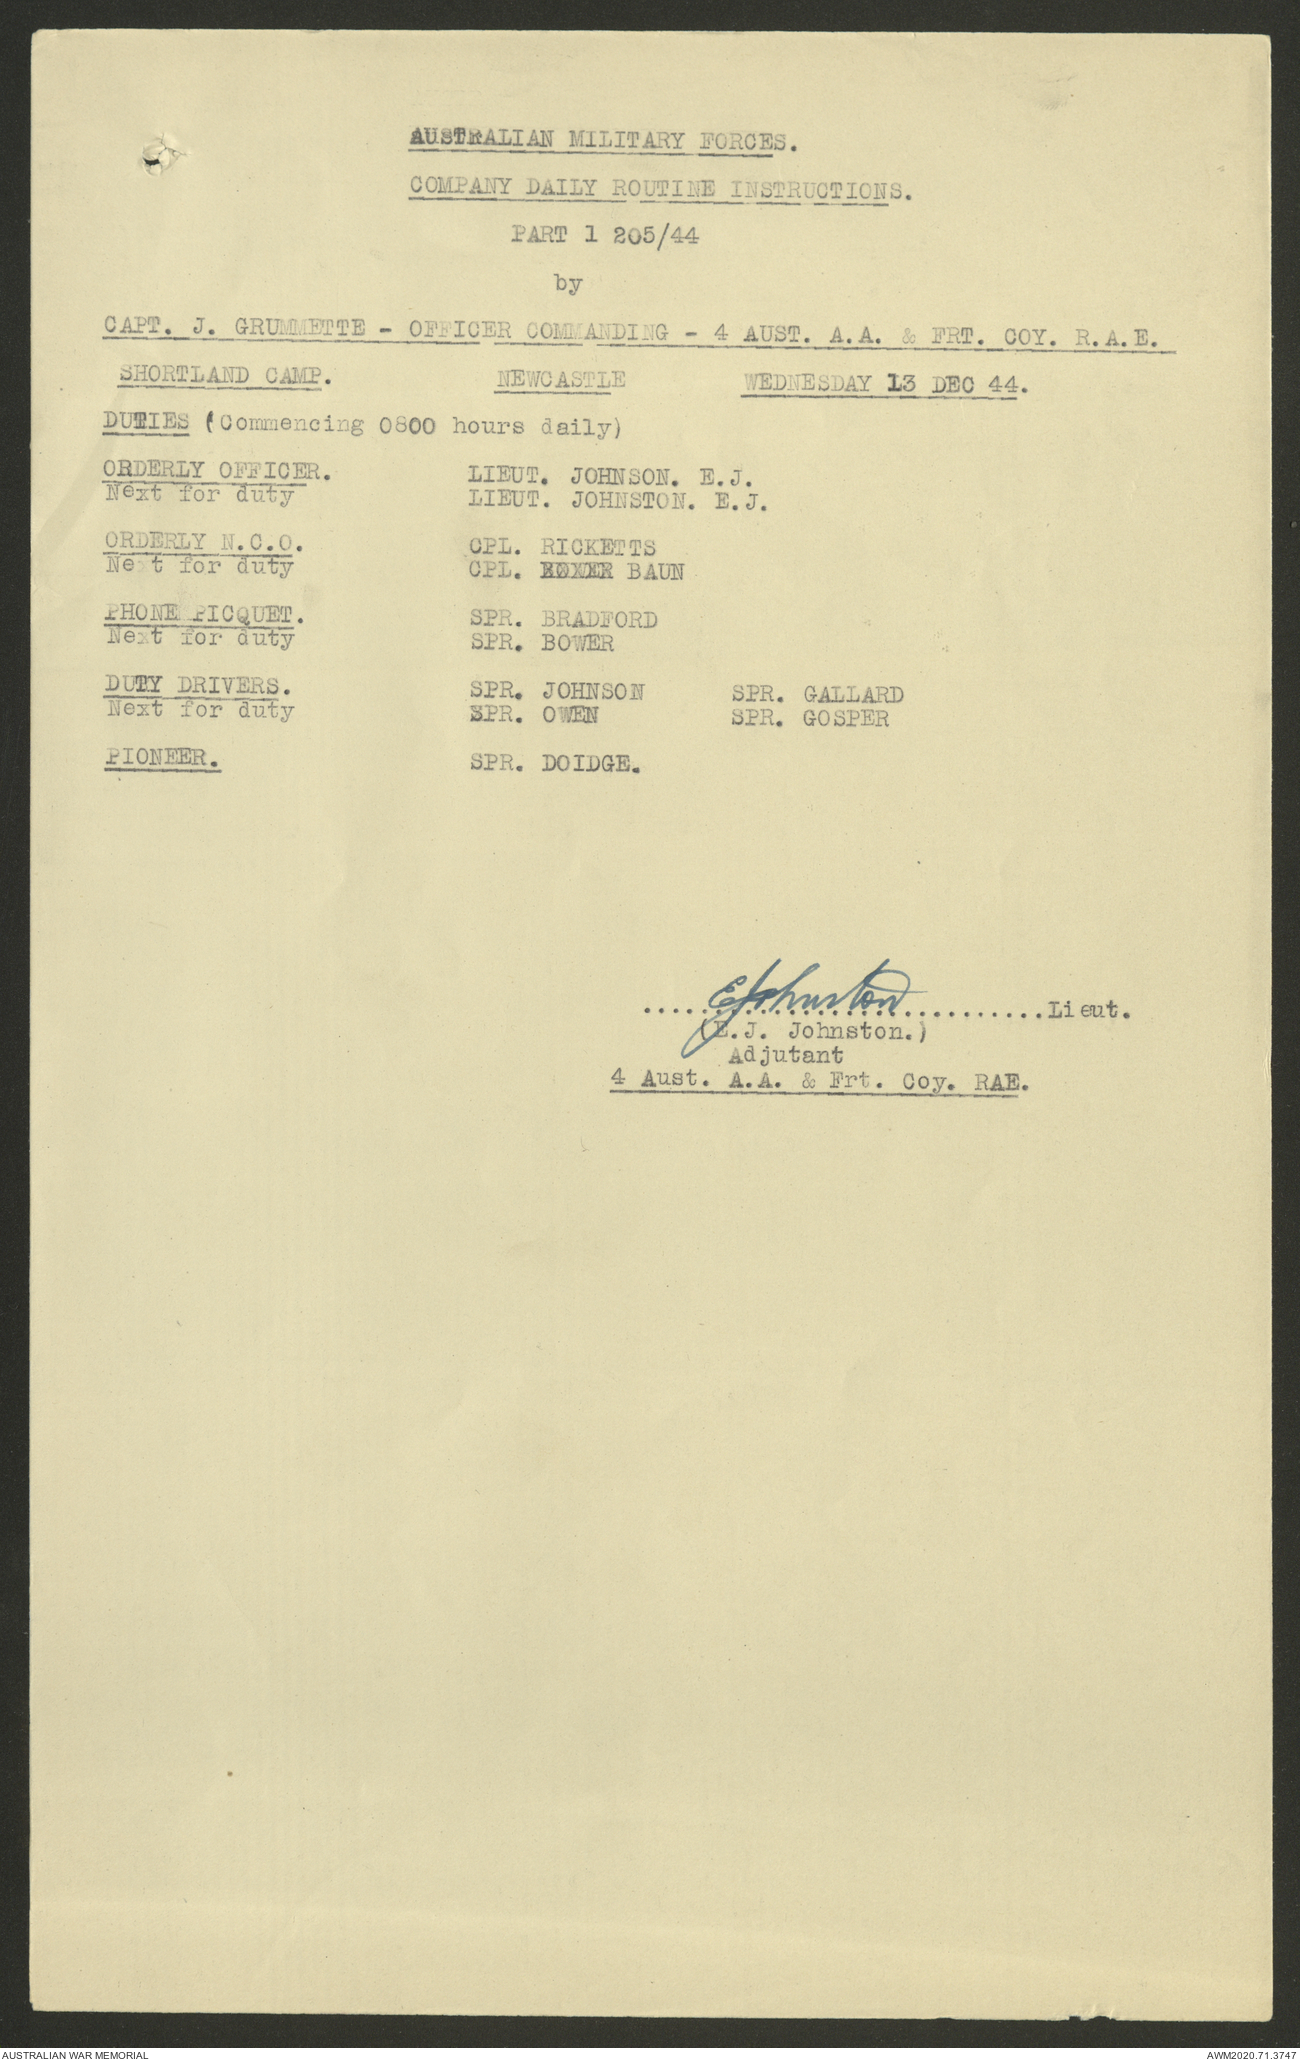 AUSTRALIAN MILITARY FORCES.
COMPANY DAILY ROUTINE INSTRUCTIONS.
PART 1 205/44
by
CAPT. J. GRUMMETTE - OFFICER COMMANDING - 4 AUST. A.A. & FRT. COY. R.A.E.
SHORTLAND CAMP. NEWCASTLE WEDNESDAY 13 DEC 44.
DUTIES (Commencing 0800 hours daily)
ORDERLY OFFICER. LIEUT. JOHNSON. E.J.
Next for duty LIEUT. JOHNSTON. E.J.
ORDERLY N.C.O. CPL. RICKETTS
Next for duty CPL. BAUN
PHONE PICQUET. SPR. BRADFORD
Next for duty SPR. BOWER
DUTY DRIVERS. SPR. JOHNSON SPR. GALLARD
Next for duty SPR. OWEN SPR. GOSPER
PIONEER. SPR. DOIDGE.
EJohnston
............................Lieut.
(E.J. Johnston.)
Adjutant
4 Aust. A.A. & Frt. Coy. RAE.
AUSTRALIAN WAR MEMORIAL AWM2020.71.3747